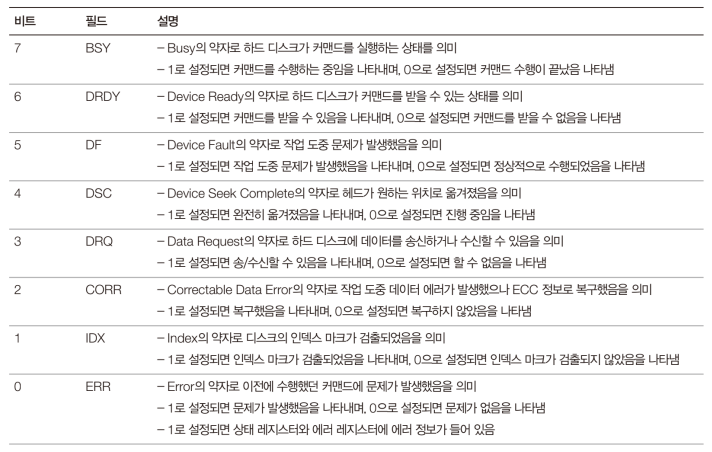 비트 필드 설명
7 BSY – Busy의 약자로 하드 디스크가 커맨드를 실행하는 상태를 의미
– 1로 설정되면 커맨드를 수행하는 중임을 나타내며, 0으로 설정되면 커맨드 수행이 끝났음 나타냄
6 DRDY – Device Ready의 약자로 하드 디스크가 커맨드를 받을 수 있는 상태를 의미
– 1로 설정되면 커맨드를 받을 수 있음을 나타내며, 0으로 설정되면 커맨드를 받을 수 없음을 나타냄
5 DF – Device Fault의 약자로 작업 도중 문제가 발생했음을 의미
– 1로 설정되면 작업 도중 문제가 발생했음을 나타내며, 0으로 설정되면 정상적으로 수행되었음을 나타냄
4 DSC – Device Seek Complete의 약자로 헤드가 원하는 위치로 옮겨졌음을 의미
– 1로 설정되면 완전히 옮겨졌음을 나타내며, 0으로 설정되면 진행 중임을 나타냄
3 DRQ – Data Request의 약자로 하드 디스크에 데이터를 송신하거나 수신할 수 있음을 의미
– 1로 설정되면 송/수신할 수 있음을 나타내며, 0으로 설정되면 할 수 없음을 나타냄
2 CORR – Correctable Data Error의 약자로 작업 도중 데이터 에러가 발생했으나 ECC 정보로 복구했음을 의미
– 1로 설정되면 복구했음을 나타내며, 0으로 설정되면 복구하지 않았음을 나타냄
1 IDX – Index의 약자로 디스크의 인덱스 마크가 검출되었음을 의미
– 1로 설정되면 인덱스 마크가 검출되었음을 나타내며, 0으로 설정되면 인덱스 마크가 검출되지 않았음을 나타냄
0 ERR – Error의 약자로 이전에 수행했던 커맨드에 문제가 발생했음을 의미
– 1로 설정되면 문제가 발생했음을 나타내며, 0으로 설정되면 문제가 없음을 나타냄
– 1로 설정되면 상태 레지스터와 에러 레지스터에 에러 정보가 들어 있음